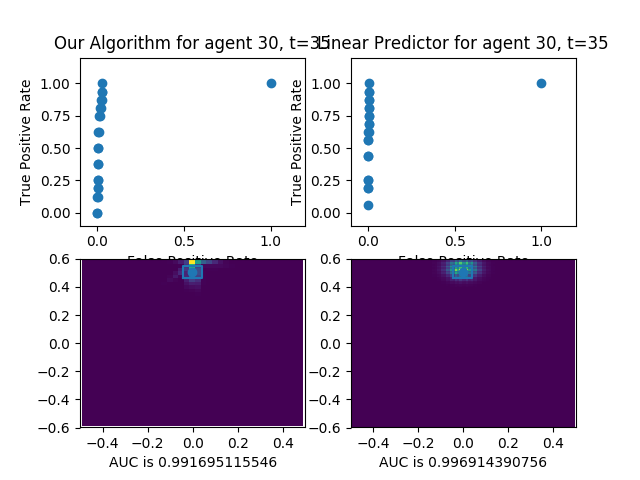 Our Algorithm for agent 30, t=35
Linear Predictor for agent 30, t=35
True Positive Rate
1.00
0.75
0.50
0.25
0.00
0.0 0.5 1.0
False Positive Rate
True Positive Rate
1.00
0.75
0.50
0.25
0.00
0.0 0.5 1.0
False Positive Rate
0.6
0.4
0.2
0.0
−0.2
−0.4
−0.6
−0.4 −0.2 0.0 0.2 0.4
AUC is 0.991695115546
0.6
0.4
0.2
0.0
−0.2
−0.4
−0.6
−0.4 −0.2 0.0 0.2 0.4
AUC is 0.996914390756